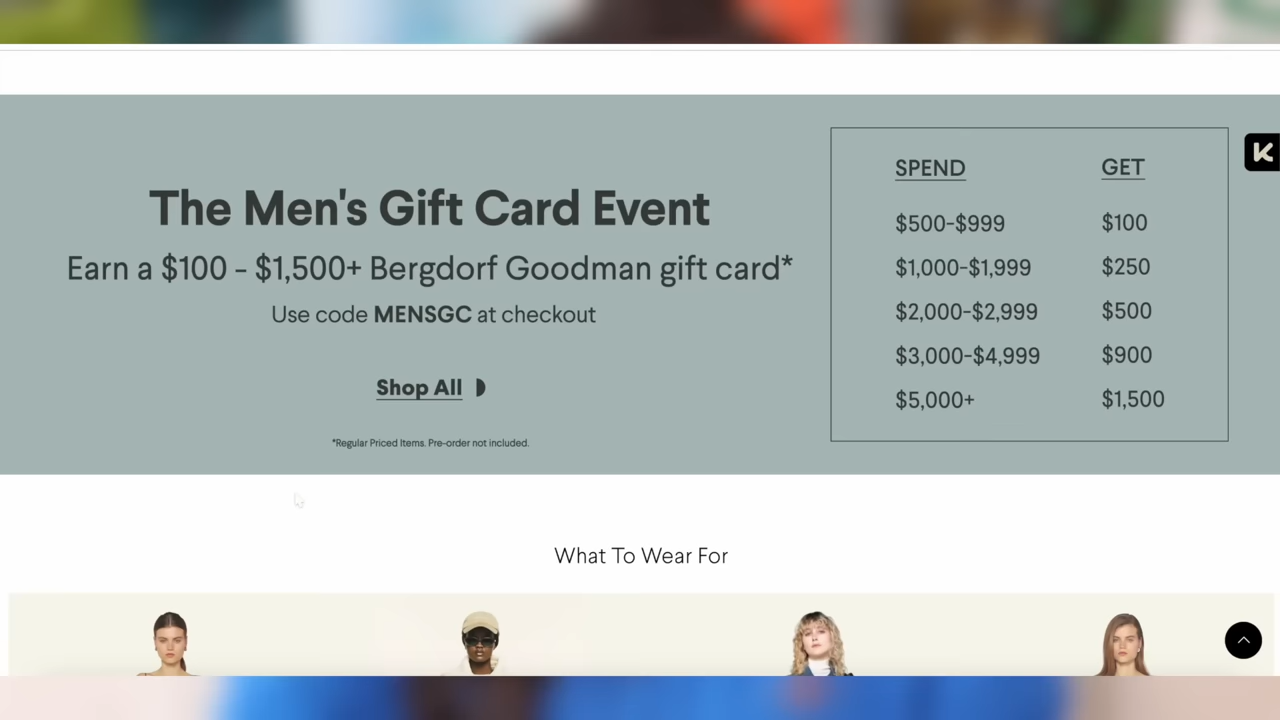 The Men's Gift Card Event
Earn a $100 - $1,500+ Bergdorf Goodman gift card*
Use code MENSGC at checkout
Shop All
*Regular Priced Items. Pre-order not included.
SPEND GET
$500-$999 $100
$1,000-$1,999 $250
$2,000-$2,999 $500
$3,000-$4,999 $900
$5,000+ $1,500
What To Wear For